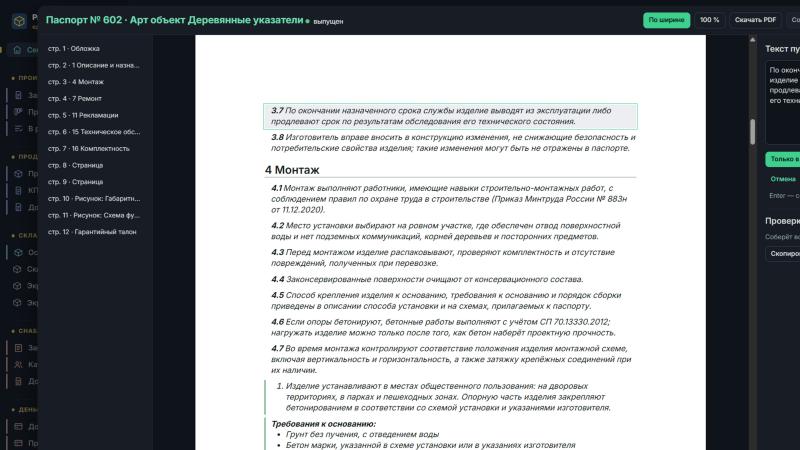 Паспорт № 602 · Арт объект Деревянные указатели • выпущен
По ширине
100 %
Скачать PDF
стр. 1 · Обложка
стр. 2 · 1 Описание и назна...
стр. 3 · 4 Монтаж
стр. 4 · 7 Ремонт
стр. 5 · 11 Рекламации
стр. 6 · 15 Техническое обс...
стр. 7 · 16 Комплектность
стр. 8 · Страница
стр. 9 · Страница
стр. 10 · Рисунок: Габаритн...
стр. 11 · Рисунок: Схема фу...
стр. 12 · Гарантийный талон
3.7 По окончании назначенного срока службы изделие выводят из эксплуатации либо
продлевают срок по результатам обследования его технического состояния.
3.8 Изготовитель вправе вносить в конструкцию изменения, не снижающие безопасность и
потребительские свойства изделия; такие изменения могут быть не отражены в паспорте.
4 Монтаж
4.1 Монтаж выполняют работники, имеющие навыки строительно-монтажных работ, с
соблюдением правил по охране труда в строительстве (Приказ Минтруда России № 883н
от 11.12.2020).
4.2 Место установки выбирают на ровном участке, где обеспечен отвод поверхностной
воды и нет подземных коммуникаций, корней деревьев и посторонних предметов.
4.3 Перед монтажом изделие распаковывают, проверяют комплектность и отсутствие
повреждений, полученных при перевозке.
4.4 Законсервированные поверхности очищают от консервационного состава.
4.5 Способ крепления изделия к основанию, требования к основанию и порядок сборки
приведены в описании способа установки и на схемах, прилагаемых к паспорту.
4.6 Если опоры бетонируют, бетонные работы выполняют с учётом СП 70.13330.2012;
нагружать изделие можно только после того, как бетон наберёт проектную прочность.
4.7 Во время монтажа контролируют соответствие положения изделия монтажной схеме,
включая вертикальность и горизонтальность, а также затяжку крепёжных соединений при
их наличии.
1. Изделие устанавливают в местах общественного пользования: на дворовых
территориях, в парках и пешеходных зонах. Опорную часть изделия закрепляют
бетонированием в соответствии со схемой установки и указаниями изготовителя.
Требования к основанию:
• Грунт без пучения, с отведением воды
• Бетон марки, указанной в схеме установки или в указаниях изготовителя
Текст пу
По оконч
изделие
продлева
его техни
Только в
Отмена
Enter — с
Проверк
Соберёт в
Скопиров